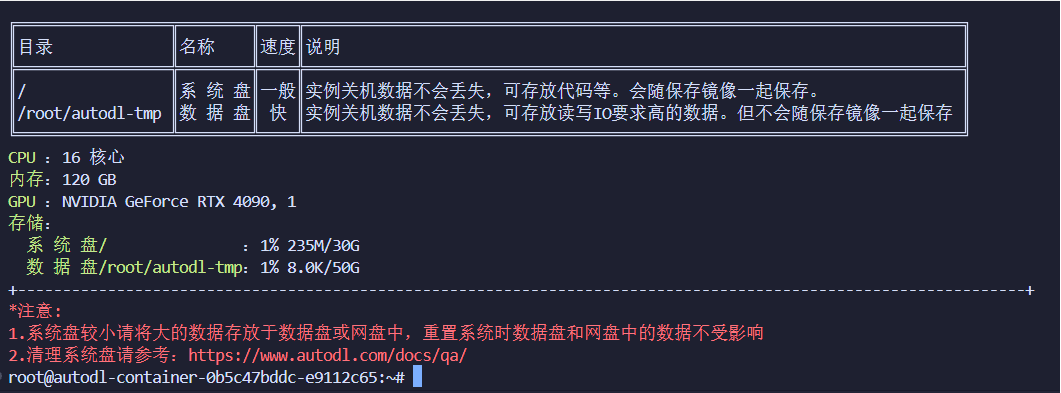 目录 名称 速度 说明
/ 系 统 盘 一般 实例关机数据不会丢失，可存放代码等。会随保存镜像一起保存。
/root/autodl-tmp 数 据 盘 快 实例关机数据不会丢失，可存放读写IO要求高的数据。但不会随保存镜像一起保存
CPU ：16 核心
内存：120 GB
GPU ：NVIDIA GeForce RTX 4090, 1
存储：
系 统 盘/ ：1% 235M/30G
数 据 盘/root/autodl-tmp：1% 8.0K/50G
+----------------------------------------------------------------------------------------------------------------+
*注意:
1.系统盘较小请将大的数据存放于数据盘或网盘中，重置系统时数据盘和网盘中的数据不受影响
2.清理系统盘请参考：https://www.autodl.com/docs/qa/
root@autodl-container-0b5c47bddc-e9112c65:~#